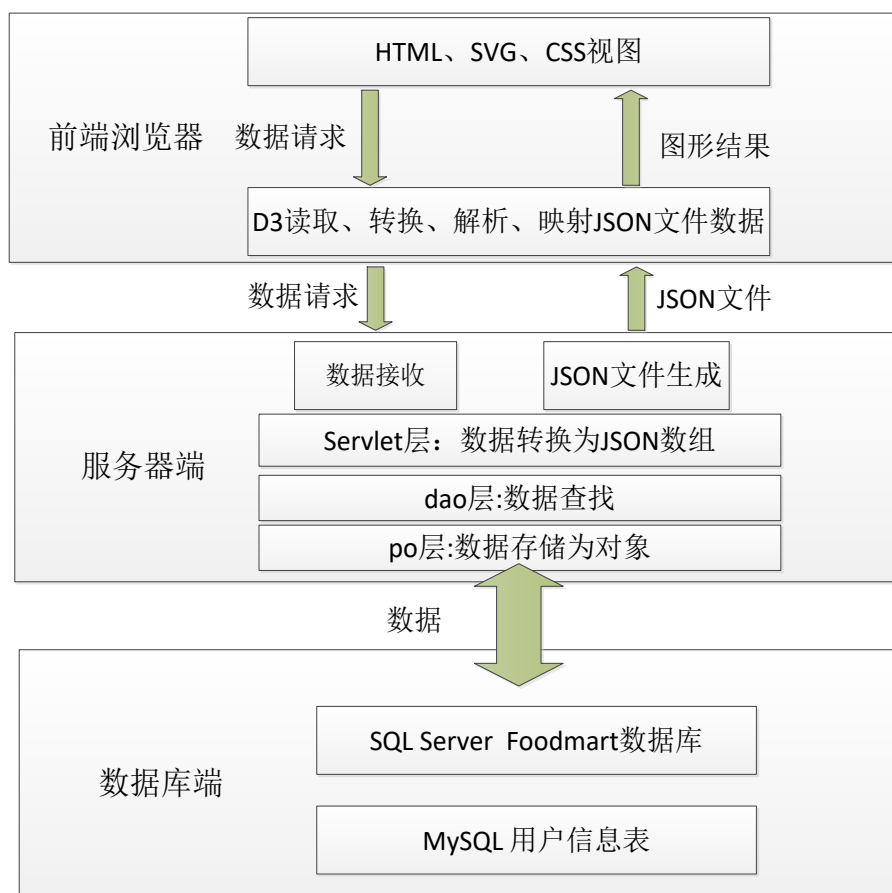 HTML、SVG、CSS视图
前端浏览器
数据请求
图形结果
D3读取、转换、解析、映射JSON文件数据
数据请求
JSON文件
数据接收
JSON文件生成
Servlet层：数据转换为JSON数组
服务器端
dao层:数据查找
po层:数据存储为对象
数据
SQL Server Foodmart数据库
数据库端
MySQL 用户信息表